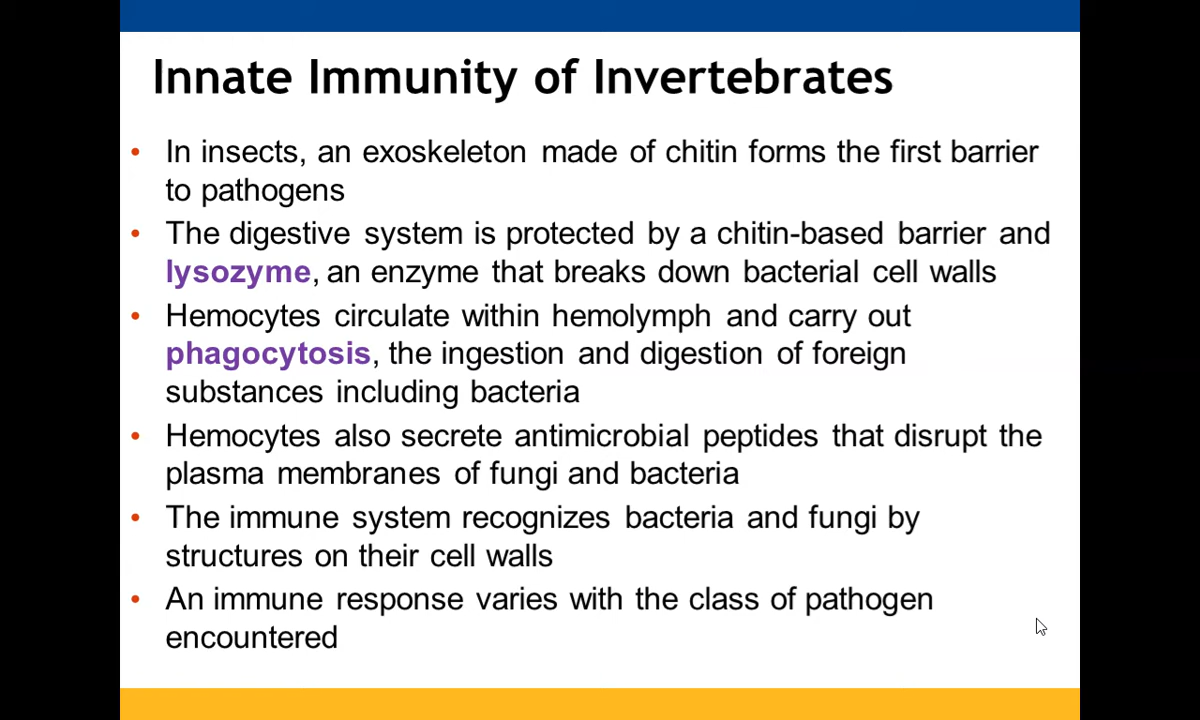 Innate Immunity of Invertebrates
• In insects, an exoskeleton made of chitin forms the first barrier
to pathogens
• The digestive system is protected by a chitin-based barrier and
lysozyme, an enzyme that breaks down bacterial cell walls
• Hemocytes circulate within hemolymph and carry out
phagocytosis, the ingestion and digestion of foreign
substances including bacteria
• Hemocytes also secrete antimicrobial peptides that disrupt the
plasma membranes of fungi and bacteria
• The immune system recognizes bacteria and fungi by
structures on their cell walls
• An immune response varies with the class of pathogen
encountered